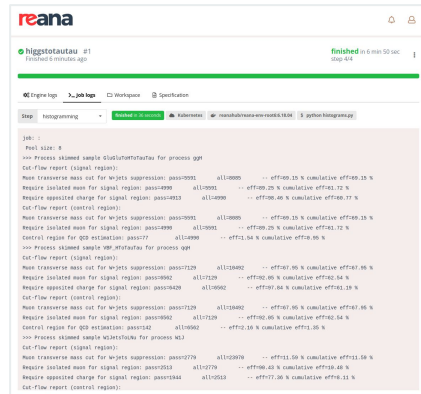 reana
higgstotautau #1
Finished 6 minutes ago
finished in 6 min 50 sec
step 4/4
Engine logs
Job logs
Workspace
Specification
Step
histogramming
finished in 36 seconds
Kubernetes
reanahub/reana-env-root6:6.18.04
$ python histograms.py
job: :
Pool size: 8
>>> Process skimmed sample GluGluToHToTauTau for process ggH
Cut-flow report (signal region):
Muon transverse mass cut for W+jets suppression: pass=5591 all=8085 -- eff=69.15 % cumulative eff=69.15 %
Require isolated muon for signal region: pass=4990 all=5591 -- eff=89.25 % cumulative eff=61.72 %
Require opposited charge for signal region: pass=4913 all=4990 -- eff=98.46 % cumulative eff=60.77 %
Cut-flow report (control region):
Muon transverse mass cut for W+jets suppression: pass=5591 all=8085 -- eff=69.15 % cumulative eff=69.15 %
Require isolated muon for signal region: pass=4990 all=5591 -- eff=89.25 % cumulative eff=61.72 %
Control region for QCD estimation: pass=77 all=4990 -- eff=1.54 % cumulative eff=0.95 %
>>> Process skimmed sample VBF_HToTauTau for process qqH
Cut-flow report (signal region):
Muon transverse mass cut for W+jets suppression: pass=7129 all=10492 -- eff=67.95 % cumulative eff=67.95 %
Require isolated muon for signal region: pass=6562 all=7129 -- eff=92.05 % cumulative eff=62.54 %
Require opposited charge for signal region: pass=6420 all=6562 -- eff=97.84 % cumulative eff=61.19 %
Cut-flow report (control region):
Muon transverse mass cut for W+jets suppression: pass=7129 all=10492 -- eff=67.95 % cumulative eff=67.95 %
Require isolated muon for signal region: pass=6562 all=7129 -- eff=92.05 % cumulative eff=62.54 %
Control region for QCD estimation: pass=142 all=6562 -- eff=2.16 % cumulative eff=1.35 %
>>> Process skimmed sample W1JetsToLNu for process W1J
Cut-flow report (signal region):
Muon transverse mass cut for W+jets suppression: pass=2779 all=23970 -- eff=11.59 % cumulative eff=11.59 %
Require isolated muon for signal region: pass=2513 all=2779 -- eff=90.43 % cumulative eff=10.48 %
Require opposited charge for signal region: pass=1944 all=2513 -- eff=77.36 % cumulative eff=8.11 %
Cut-flow report (control region):